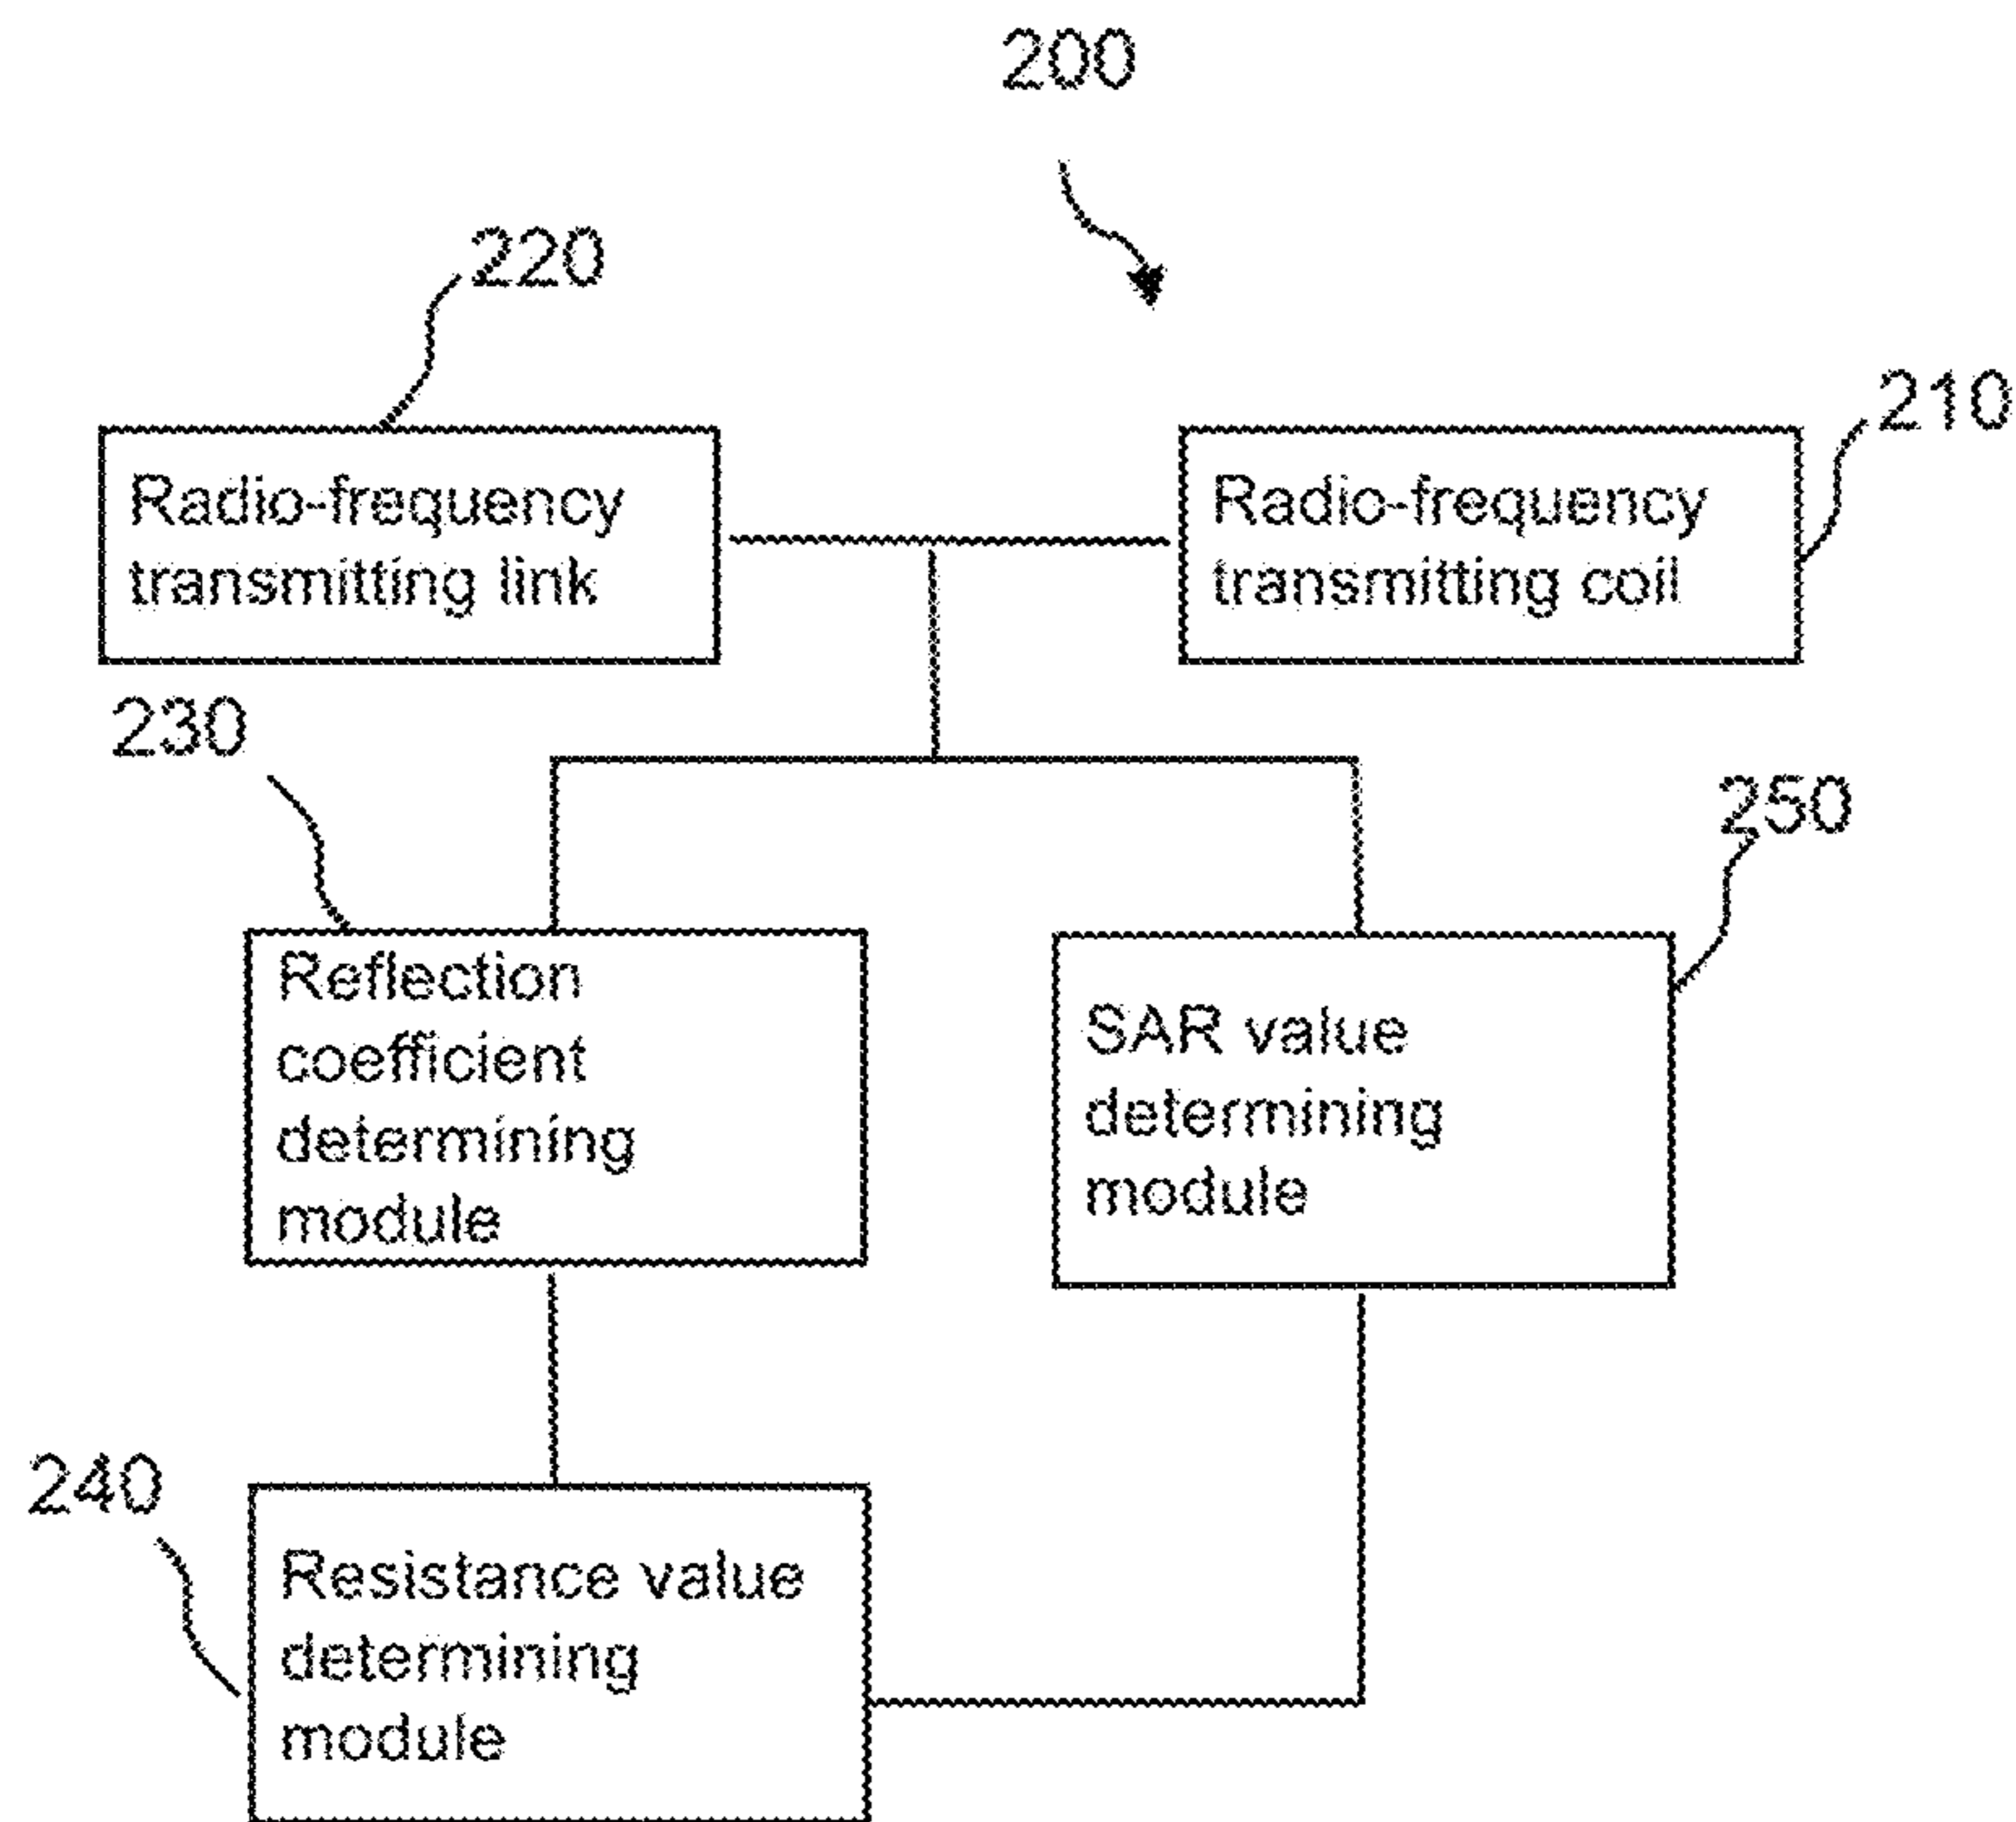 200
220
210
Radio-frequency
transmitting link
Radio-frequency
transmitting coil
230
250
Reflection
coefficient
determining
module
SAR value
determining
module
240
Resistance value
determining
module